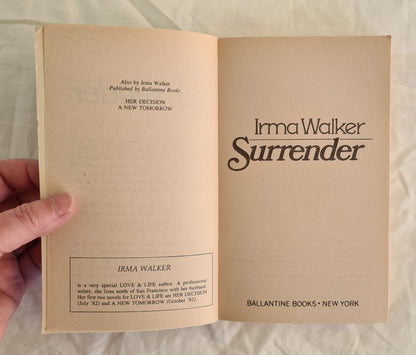 Also by Irma Walker
Published by Ballantine Books
HER DECISION
A NEW TOMORROW
IRMA WALKER
is a very special LOVE & LIFE author. A professional
writer, she lives north of San Francisco with her husband.
Her first two novels for LOVE & LIFE are HER DECISION
(July '82) and A NEW TOMORROW (October '82).
Irma Walker
Surrender
BALLANTINE BOOKS • NEW YORK